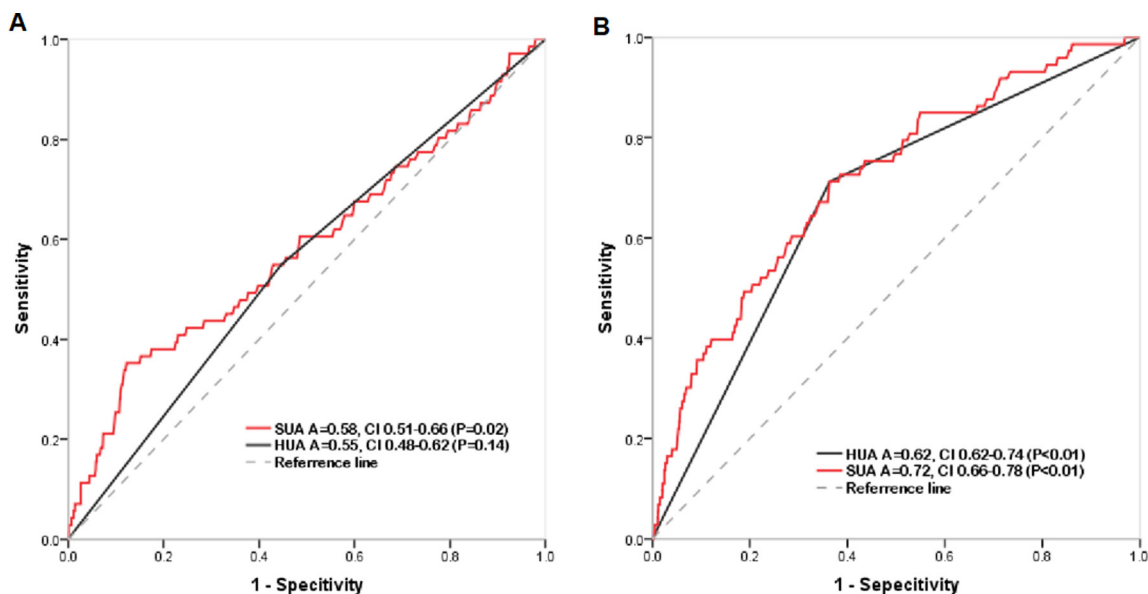 A
1.0
0.8
0.6
0.4
0.2
0.0
Sensitivity
SUA A=0.58, CI 0.51-0.66 (P=0.02)
HUA A=0.55, CI 0.48-0.62 (P=0.14)
Referrence line
0.0 0.2 0.4 0.6 0.8 1.0
1 - Specitivity
B
1.0
0.8
0.6
0.4
0.2
0.0
Sensitivity
HUA A=0.62, CI 0.62-0.74 (P<0.01)
SUA A=0.72, CI 0.66-0.78 (P<0.01)
Referrence line
0.0 0.2 0.4 0.6 0.8 1.0
1 - Sepecitivity